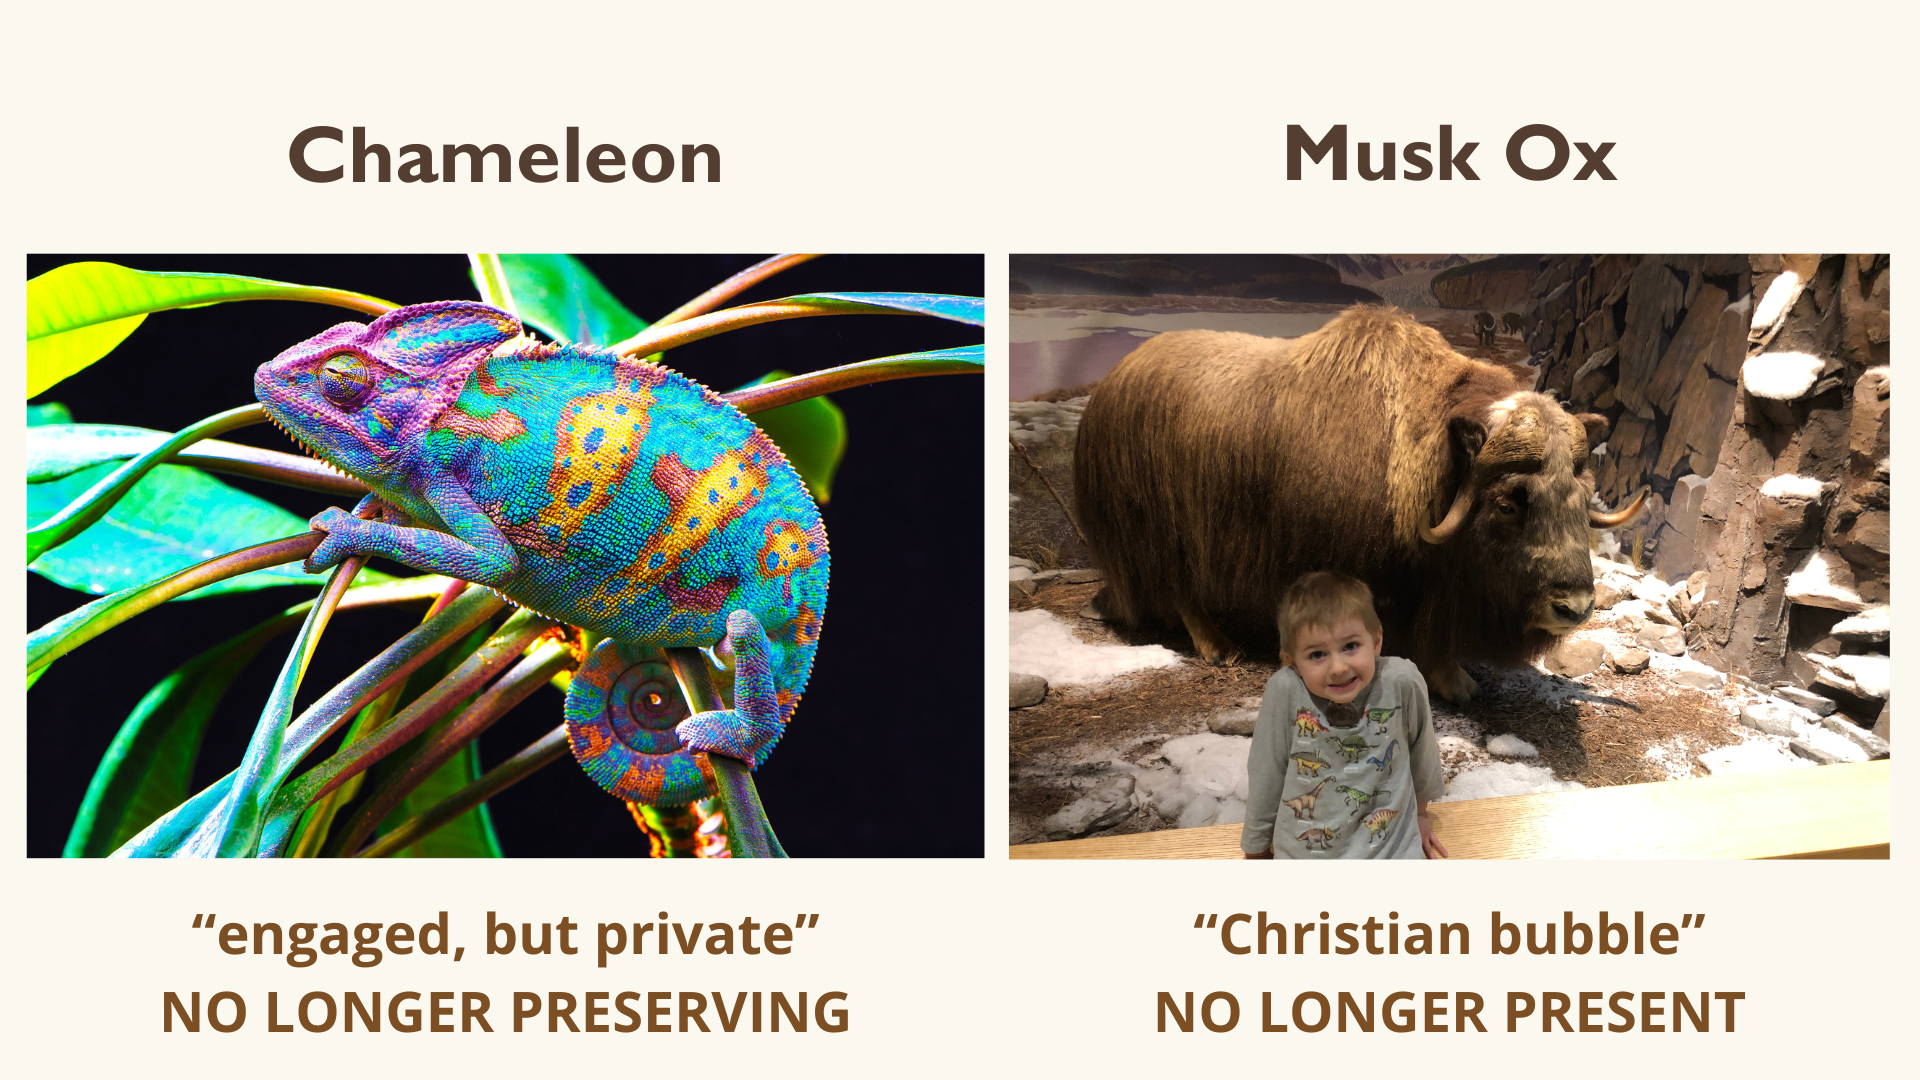 Chameleon
Musk Ox
“engaged, but private”
NO LONGER PRESERVING
“Christian bubble”
NO LONGER PRESENT